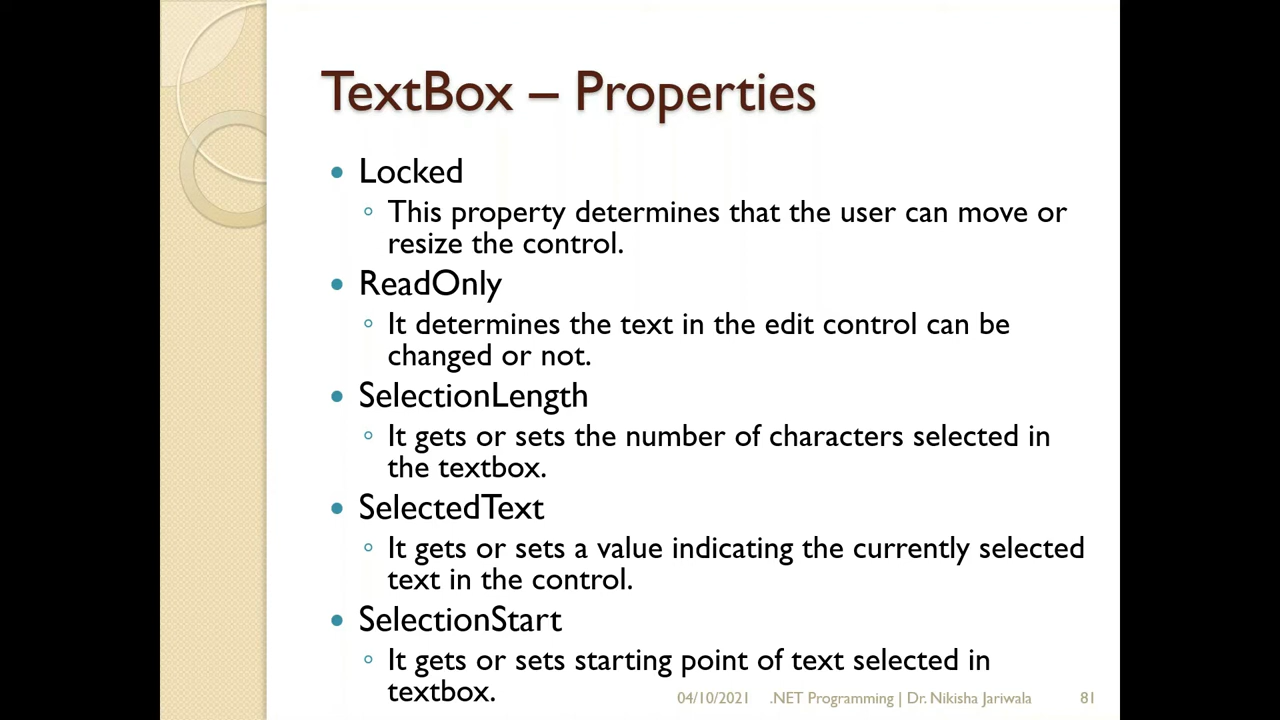 TextBox – Properties
• Locked
◦ This property determines that the user can move or
resize the control.
• ReadOnly
◦ It determines the text in the edit control can be
changed or not.
• SelectionLength
◦ It gets or sets the number of characters selected in
the textbox.
• SelectedText
◦ It gets or sets a value indicating the currently selected
text in the control.
• SelectionStart
◦ It gets or sets starting point of text selected in
textbox.
04/10/2021 .NET Programming | Dr. Nikisha Jariwala 81